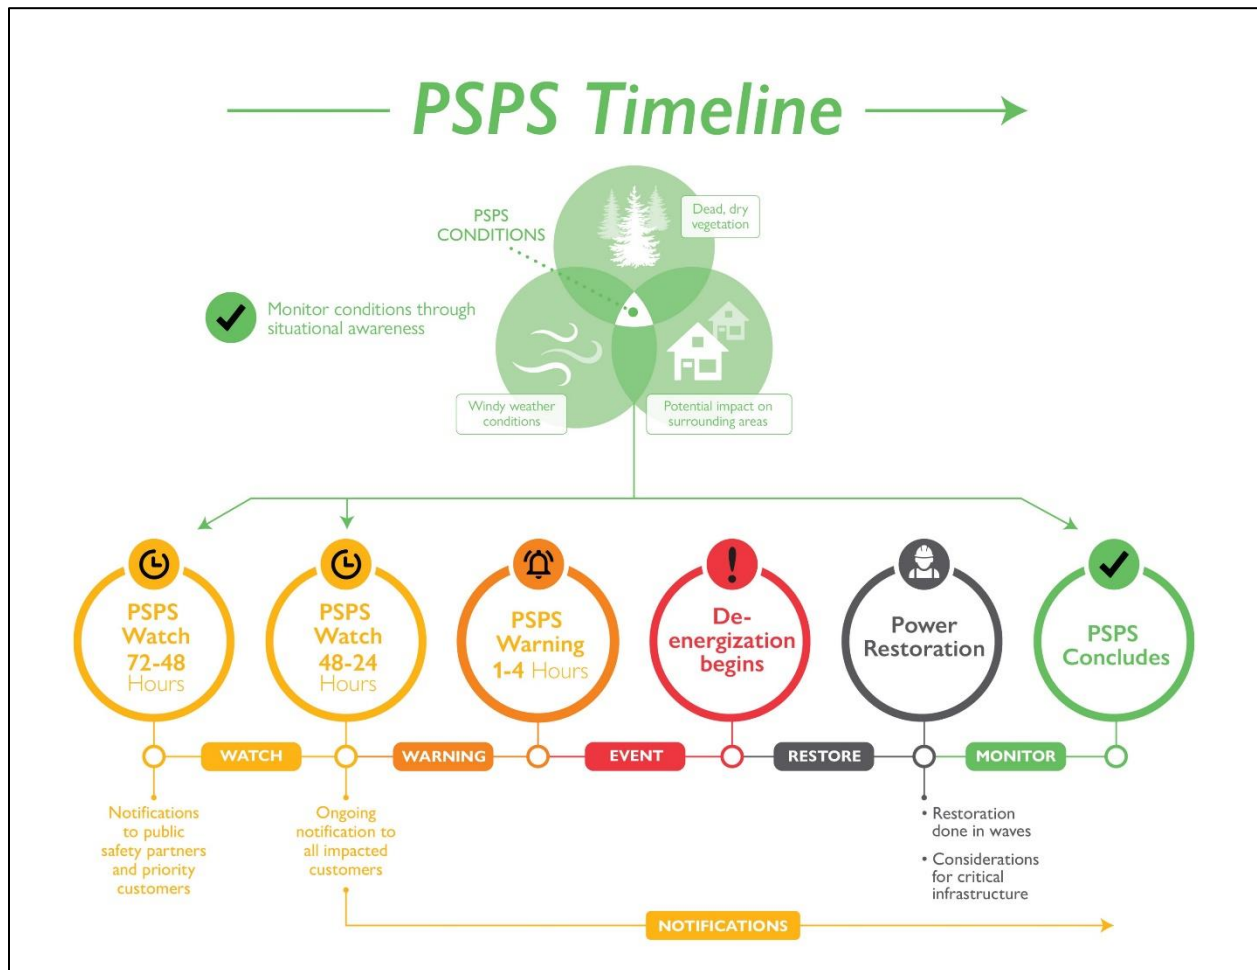 PSPS Timeline
PSPS
CONDITIONS
Dead, dry
vegetation
Monitor conditions through
situational awareness
Windy weather
conditions
Potential impact on
surrounding areas
PSPS
Watch
72-48
Hours
PSPS
Watch
48-24
Hours
PSPS
Warning
1-4 Hours
De-
energization
begins
Power
Restoration
PSPS
Concludes
WATCH
WARNING
EVENT
RESTORE
MONITOR
Notifications
to public
safety partners
and priority
customers
Ongoing
notification to
all impacted
customers
• Restoration
done in waves
• Considerations
for critical
infrastructure
NOTIFICATIONS